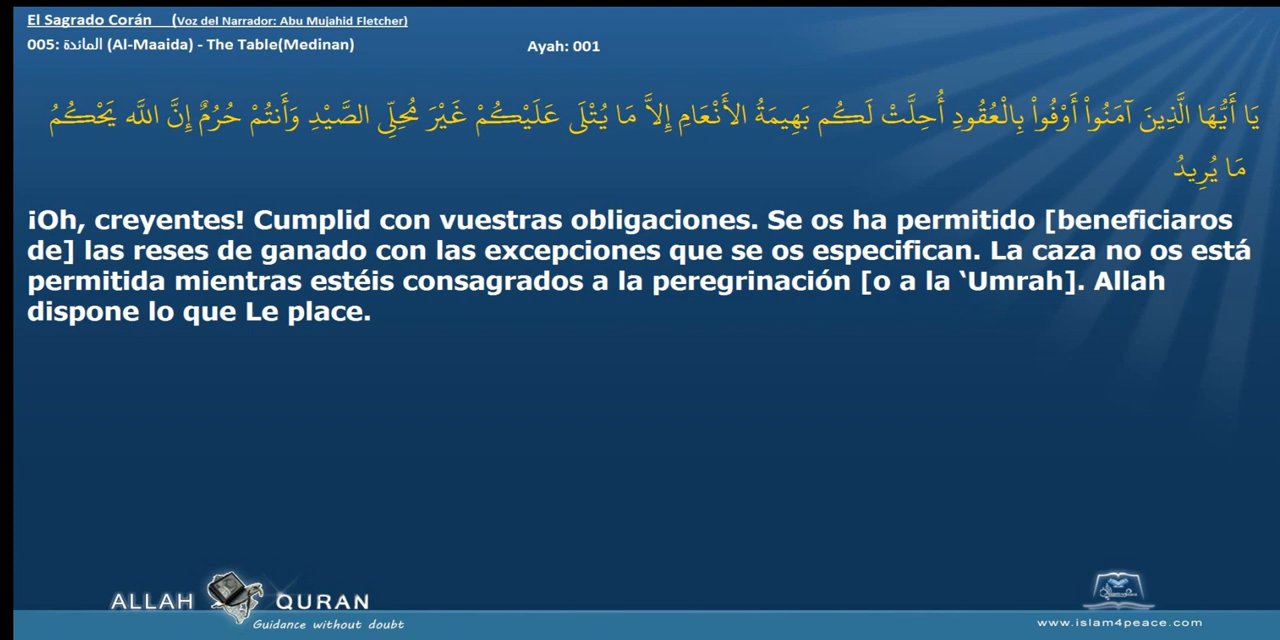 El Sagrado Corán (Voz del Narrador: Abu Mujahid Fletcher)
005: المائدة (Al-Maaida) - The Table(Medinan)
Ayah: 001
يَا أَيُّهَا الَّذِينَ آمَنُواْ أَوْفُواْ بِالْعُقُودِ أُحِلَّتْ لَكُم بَهِيمَةُ الأَنْعَامِ إِلاَّ مَا يُتْلَى عَلَيْكُمْ غَيْرَ مُحِلِّي الصَّيْدِ وَأَنتُمْ حُرُمٌ إِنَّ اللّه يَحْكُمُ
مَا يُرِيدُ
¡Oh, creyentes! Cumplid con vuestras obligaciones. Se os ha permitido [beneficiaros
de] las reses de ganado con las excepciones que se os especifican. La caza no os está
permitida mientras estéis consagrados a la peregrinación [o a la ‘Umrah]. Allah
dispone lo que Le place.
ALLAH QURAN
Guidance without doubt
www.islam4peace.com